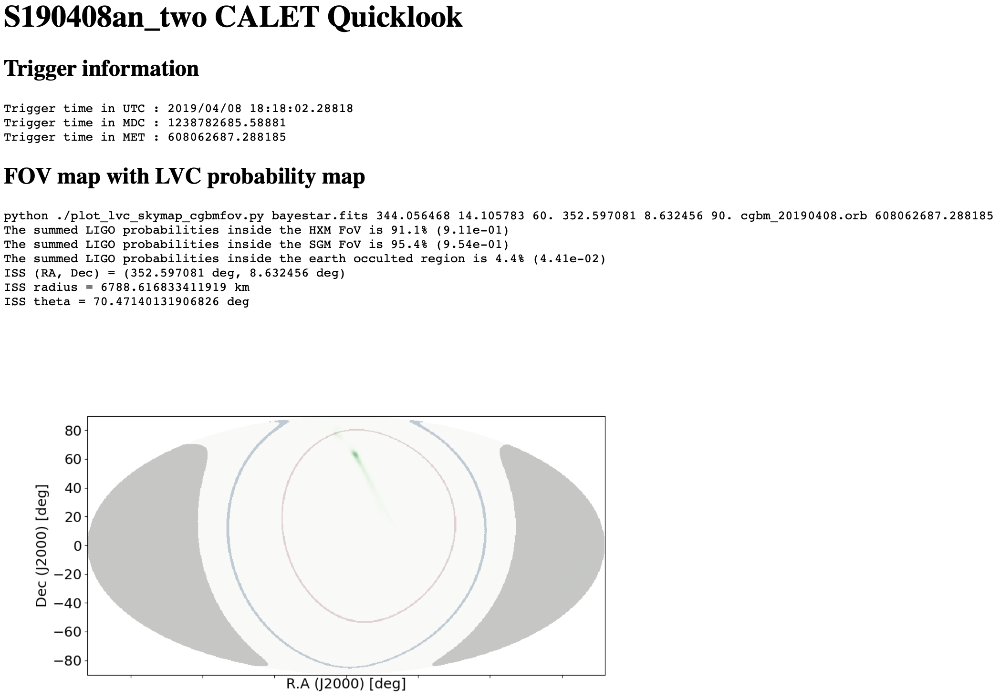 S190408an_two CALET Quicklook
Trigger information
Trigger time in UTC : 2019/04/08 18:18:02.28818
Trigger time in MDC : 1238782685.58881
Trigger time in MET : 608062687.288185
FOV map with LVC probability map
python ./plot_lvc_skymap_cgbmfov.py bayestar.fits 344.056468 14.105783 60. 352.597081 8.632456 90. cgbm_20190408.orb 608062687.288185
The summed LIGO probabilities inside the HXM FoV is 91.1% (9.11e-01)
The summed LIGO probabilities inside the SGM FoV is 95.4% (9.54e-01)
The summed LIGO probabilities inside the earth occulted region is 4.4% (4.41e-02)
ISS (RA, Dec) = (352.597081 deg, 8.632456 deg)
ISS radius = 6788.616833411919 km
ISS theta = 70.47140131906826 deg
80
60
40
20
0
−20
−40
−60
−80
Dec (J2000) [deg]
R.A (J2000) [deg]